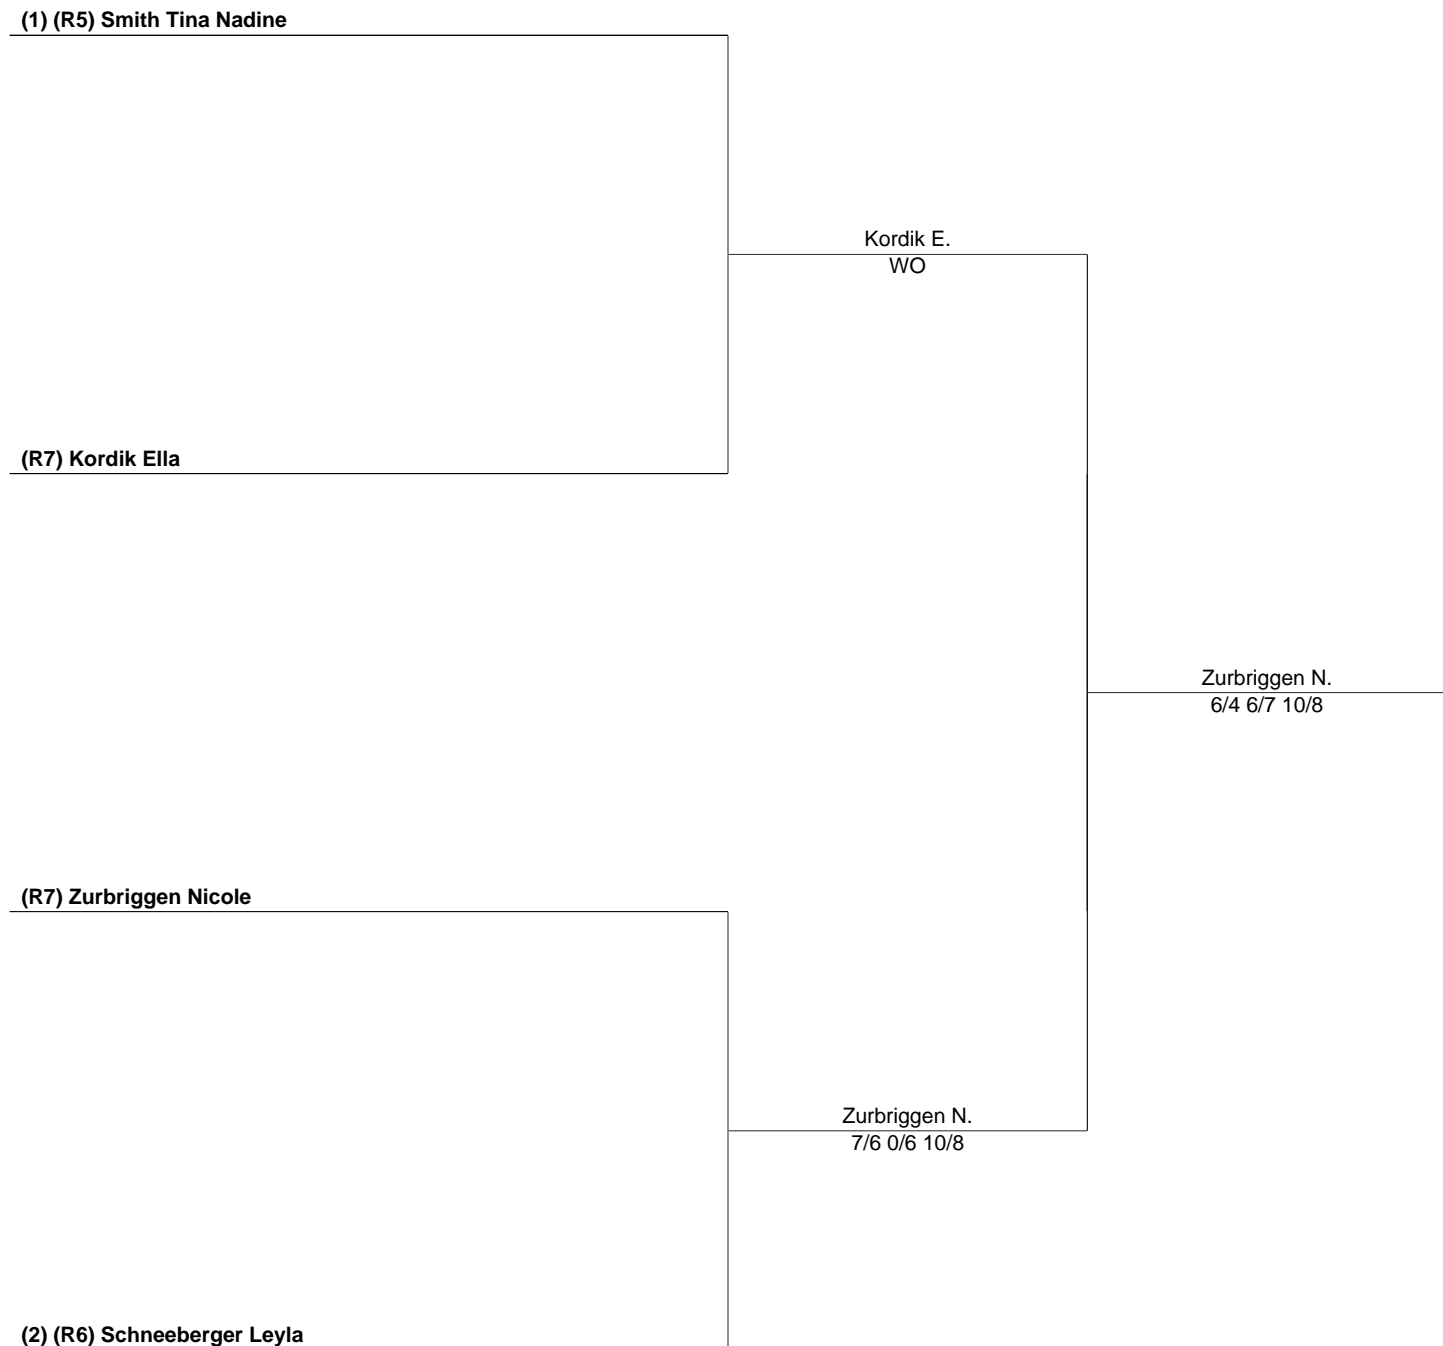 (1) (R5) Smith Tina Nadine
Kordik E.
WO
(R7) Kordik Ella
Zurbriggen N.
6/4 6/7 10/8
(R7) Zurbriggen Nicole
Zurbriggen N.
7/6 0/6 10/8
(2) (R6) Schneeberger Leyla